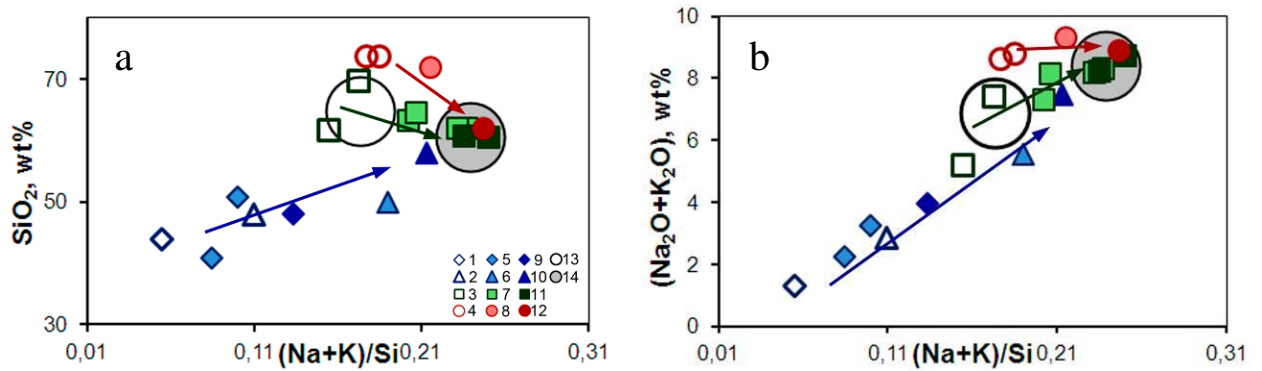 a
SiO2, wt%
70
50
30
0,01
0,11
(Na+K)/Si
0,21
0,31
1 5 9 13
2 6 10 14
3 7 11
4 8 12
b
(Na2O+K2O), wt%
10
8
6
4
2
0
0,01
0,11
(Na+K)/Si
0,21
0,31